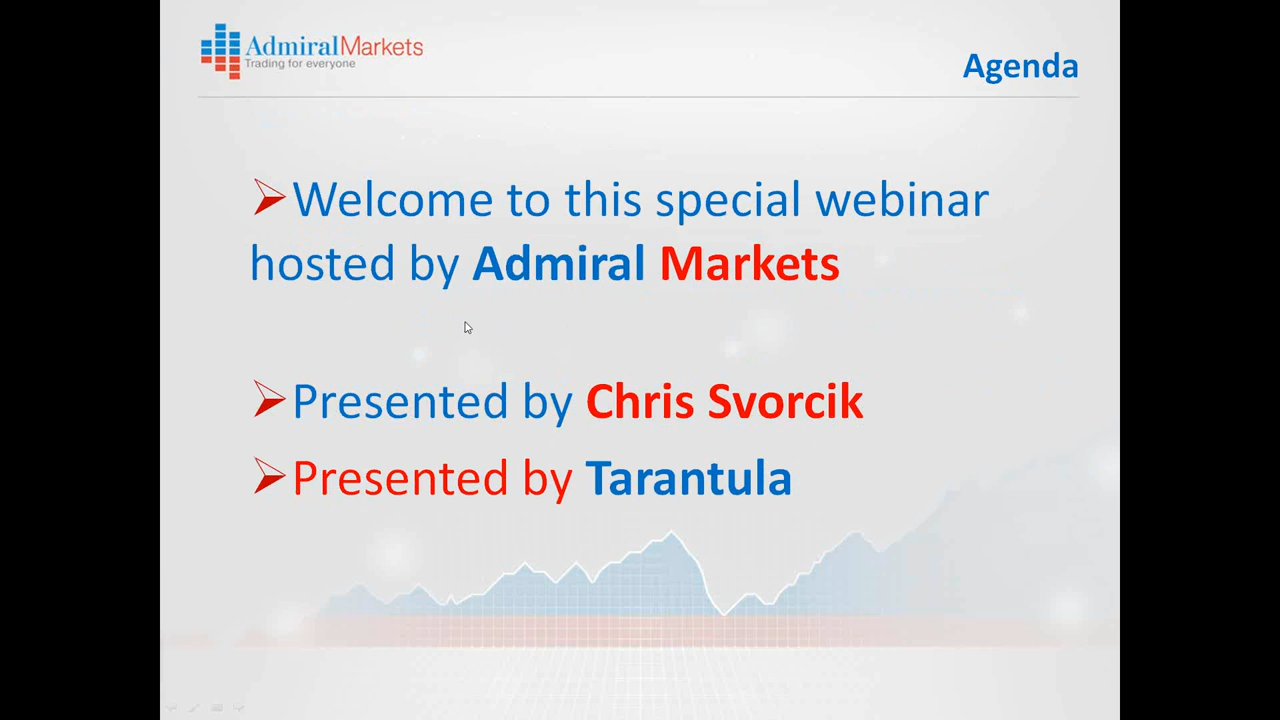 AdmiralMarkets
Trading for everyone
Agenda
Welcome to this special webinar
hosted by Admiral Markets
Presented by Chris Svorcik
Presented by Tarantula